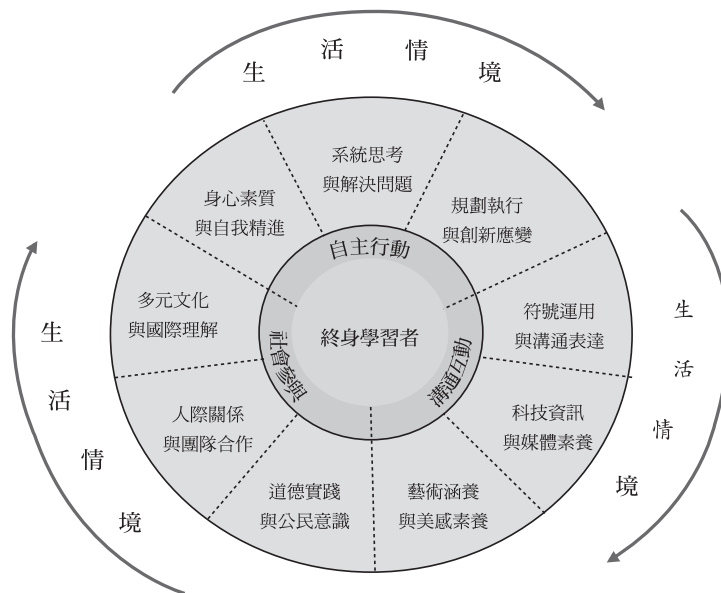 生活情境
系統思考
與解決問題
身心素質
與自我精進
規劃執行
與創新應變
自主行動
多元文化
與國際理解
符號運用
與溝通表達
生活情境
生活情境
終身學習者
社會參與
溝通互動
人際關係
與團隊合作
科技資訊
與媒體素養
道德實踐
與公民意識
藝術涵養
與美感素養